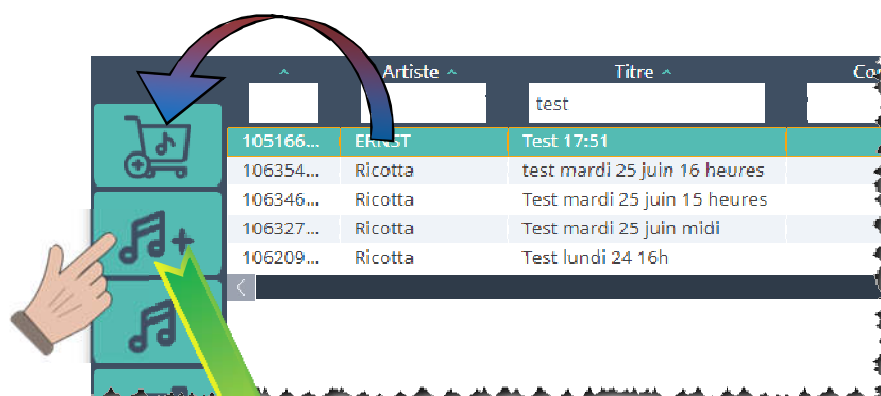 Artiste Titre Co
test
105166... ERNST Test 17:51
106354... Ricotta test mardi 25 juin 16 heures
106346... Ricotta Test mardi 25 juin 15 heures
106327... Ricotta Test mardi 25 juin midi
106209... Ricotta Test lundi 24 16h